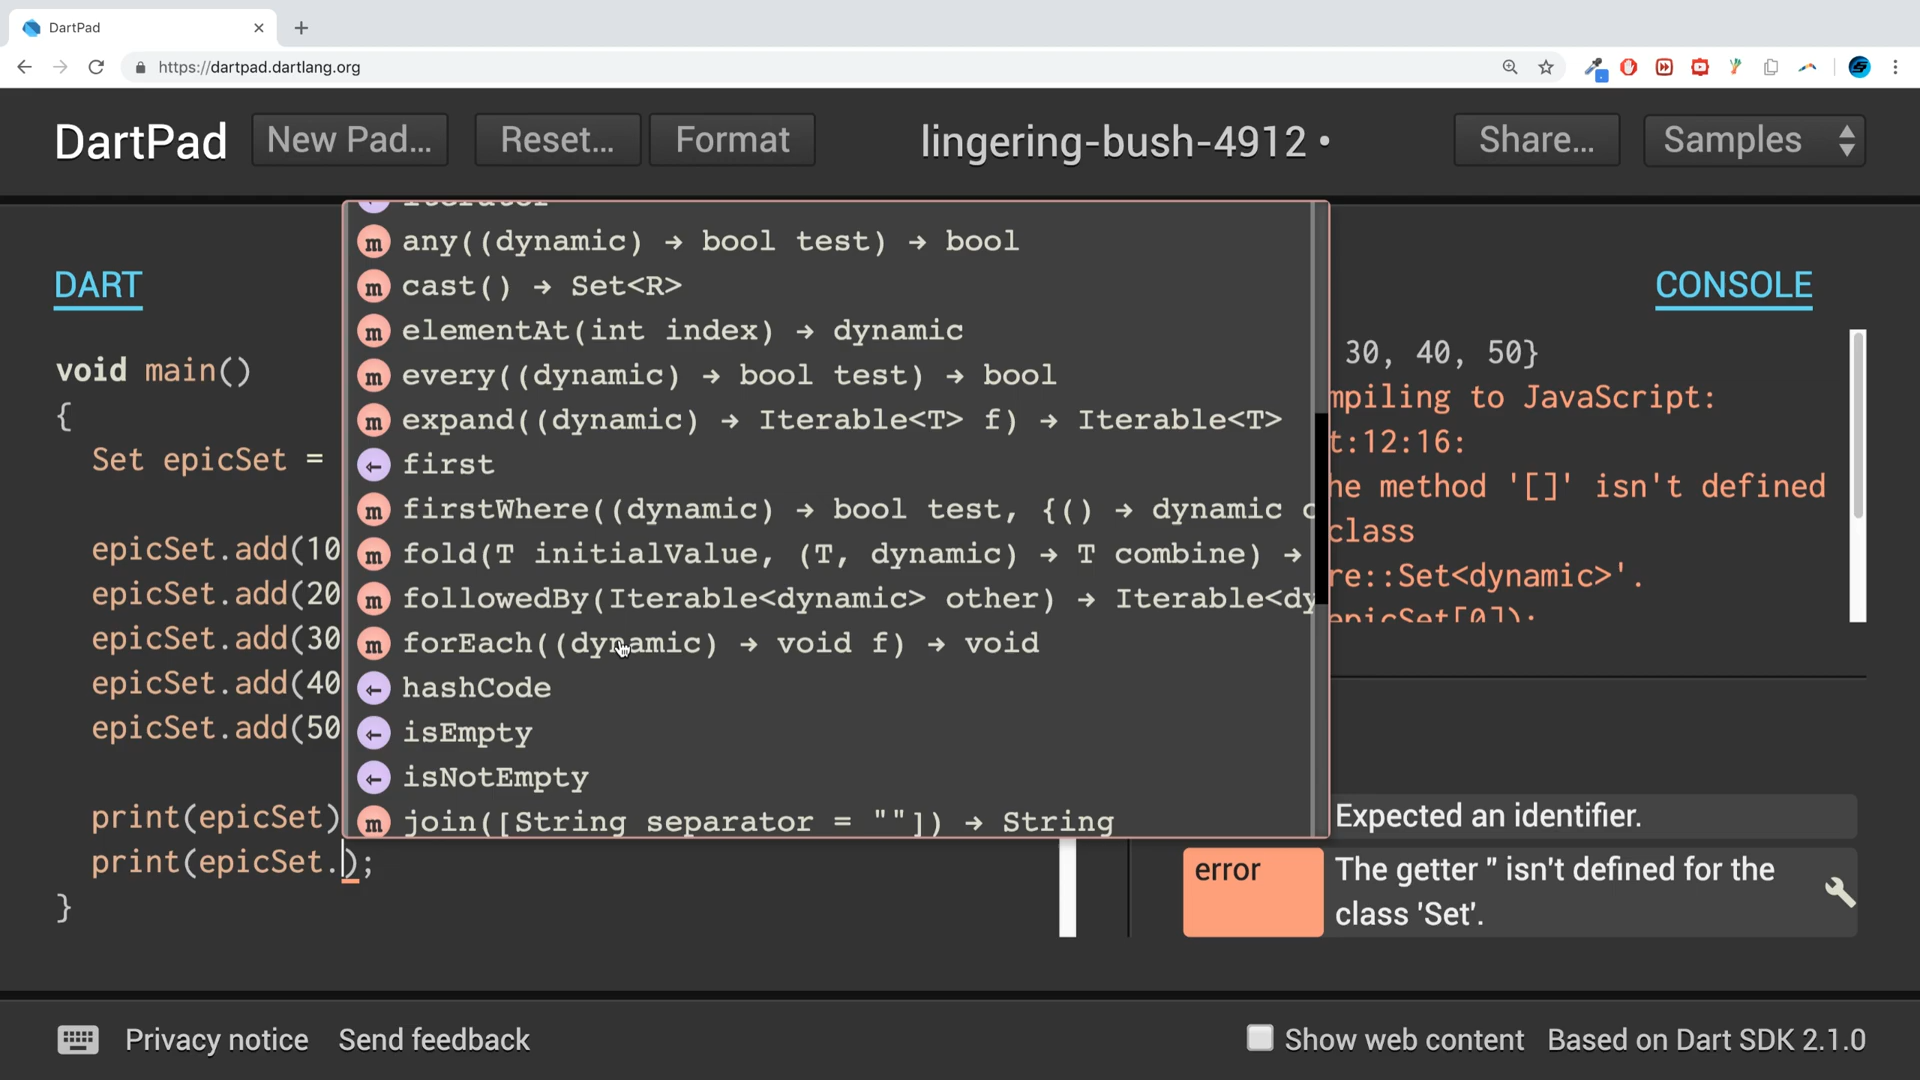 DartPad
https://dartpad.dartlang.org
DartPad
New Pad...
Reset...
Format
lingering-bush-4912 •
Share...
Samples
DART
void main()
{
Set epicSet =
epicSet.add(10
epicSet.add(20
epicSet.add(30
epicSet.add(40
epicSet.add(50
print(epicSet)
print(epicSet.);
}
iterator
any((dynamic) → bool test) → bool
cast() → Set<R>
elementAt(int index) → dynamic
every((dynamic) → bool test) → bool
expand((dynamic) → Iterable<T> f) → Iterable<T>
first
firstWhere((dynamic) → bool test, {() → dynamic
fold(T initialValue, (T, dynamic) → T combine) →
followedBy(Iterable<dynamic> other) → Iterable<dy
forEach((dynamic) → void f) → void
hashCode
isEmpty
isNotEmpty
join([String separator = ""]) → String
CONSOLE
30, 40, 50}
mpiling to JavaScript:
t:12:16:
he method '[]' isn't defined
class
re::Set<dynamic>'.
epicSet[0]);
Expected an identifier.
error
The getter '' isn't defined for the
class 'Set'.
Privacy notice
Send feedback
Show web content
Based on Dart SDK 2.1.0